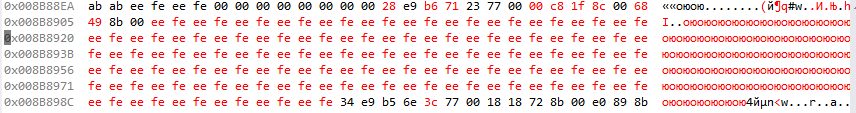 0x008B88EA ab ab ee fe ee fe 00 00 00 00 00 00 00 00 28 e9 b6 71 23 77 00 00 c8 1f 8c 00 68 ««оюою........(й¶q#w..И.Њ.h
0x008B8905 49 8b 00 ee fe ee fe ee fe ee fe ee fe ee fe ee fe ee fe ee fe ee fe ee fe ee fe I..оюоюоюоюоюоюоюоюоюоюоюою
0x008B8920 ee fe ee fe ee fe ee fe ee fe ee fe ee fe ee fe ee fe ee fe ee fe ee fe ee fe ee оюоюоюоюоюоюоюоюоюоюоюоюоюо
0x008B893B fe ee fe ee fe ee fe ee fe ee fe ee fe ee fe ee fe ee fe ee fe ee fe ee fe ee fe юоюоюоюоюоюоюоюоюоюоюоюоюою
0x008B8956 ee fe ee fe ee fe ee fe ee fe ee fe ee fe ee fe ee fe ee fe ee fe ee fe ee fe ee оюоюоюоюоюоюоюоюоюоюоюоюоюо
0x008B8971 fe ee fe ee fe ee fe ee fe ee fe ee fe ee fe ee fe ee fe ee fe ee fe ee fe ee fe юоюоюоюоюоюоюоюоюоюоюоюоюою
0x008B898C ee fe ee fe ee fe ee fe ee fe ee fe 34 e9 b5 6e 3c 77 00 18 18 72 8b 00 e0 89 8b оюоюоюоюоюою4йµn<w...r..а..